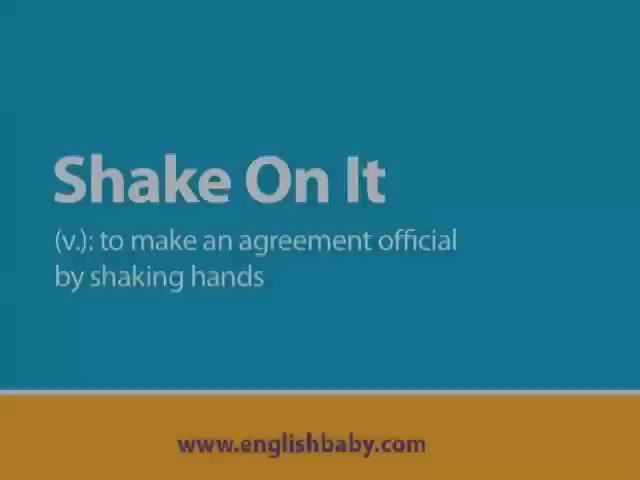 Shake On It
(v.): to make an agreement official
by shaking hands
www.englishbaby.com